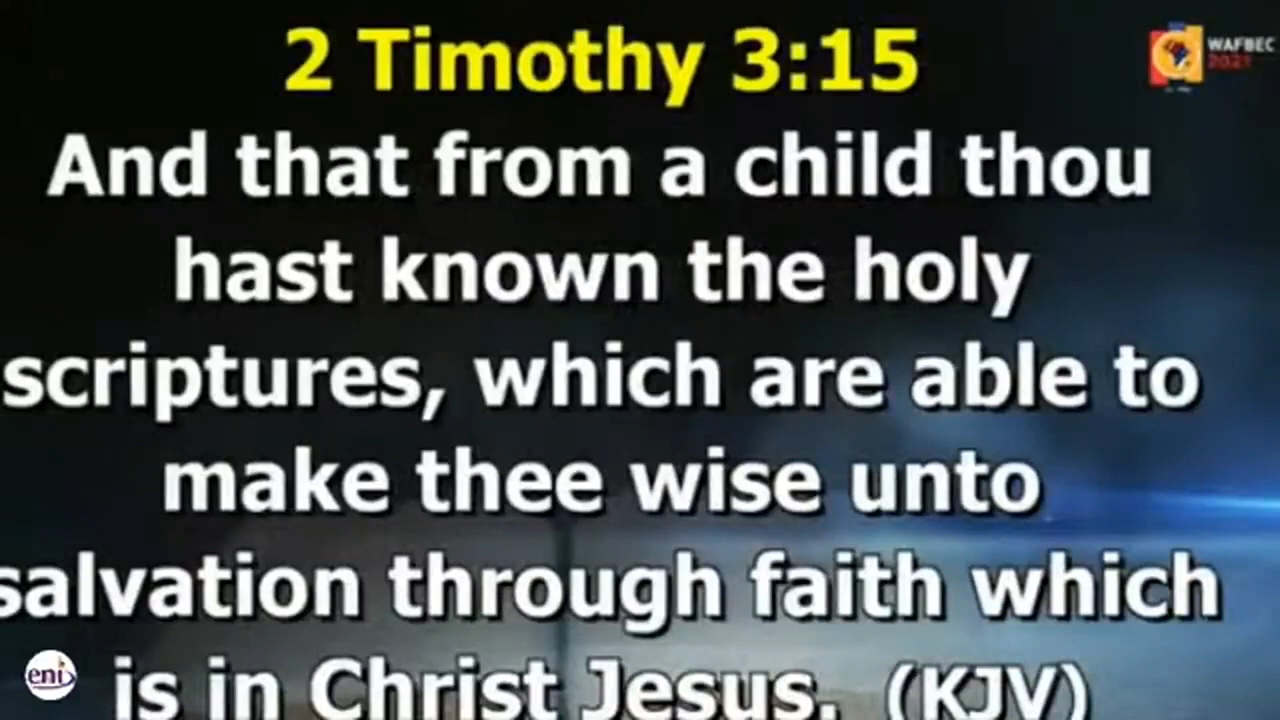 2 Timothy 3:15
WAFBEC
2021
And that from a child thou
hast known the holy
scriptures, which are able to
make thee wise unto
salvation through faith which
is in Christ Jesus. (KJV)
eni